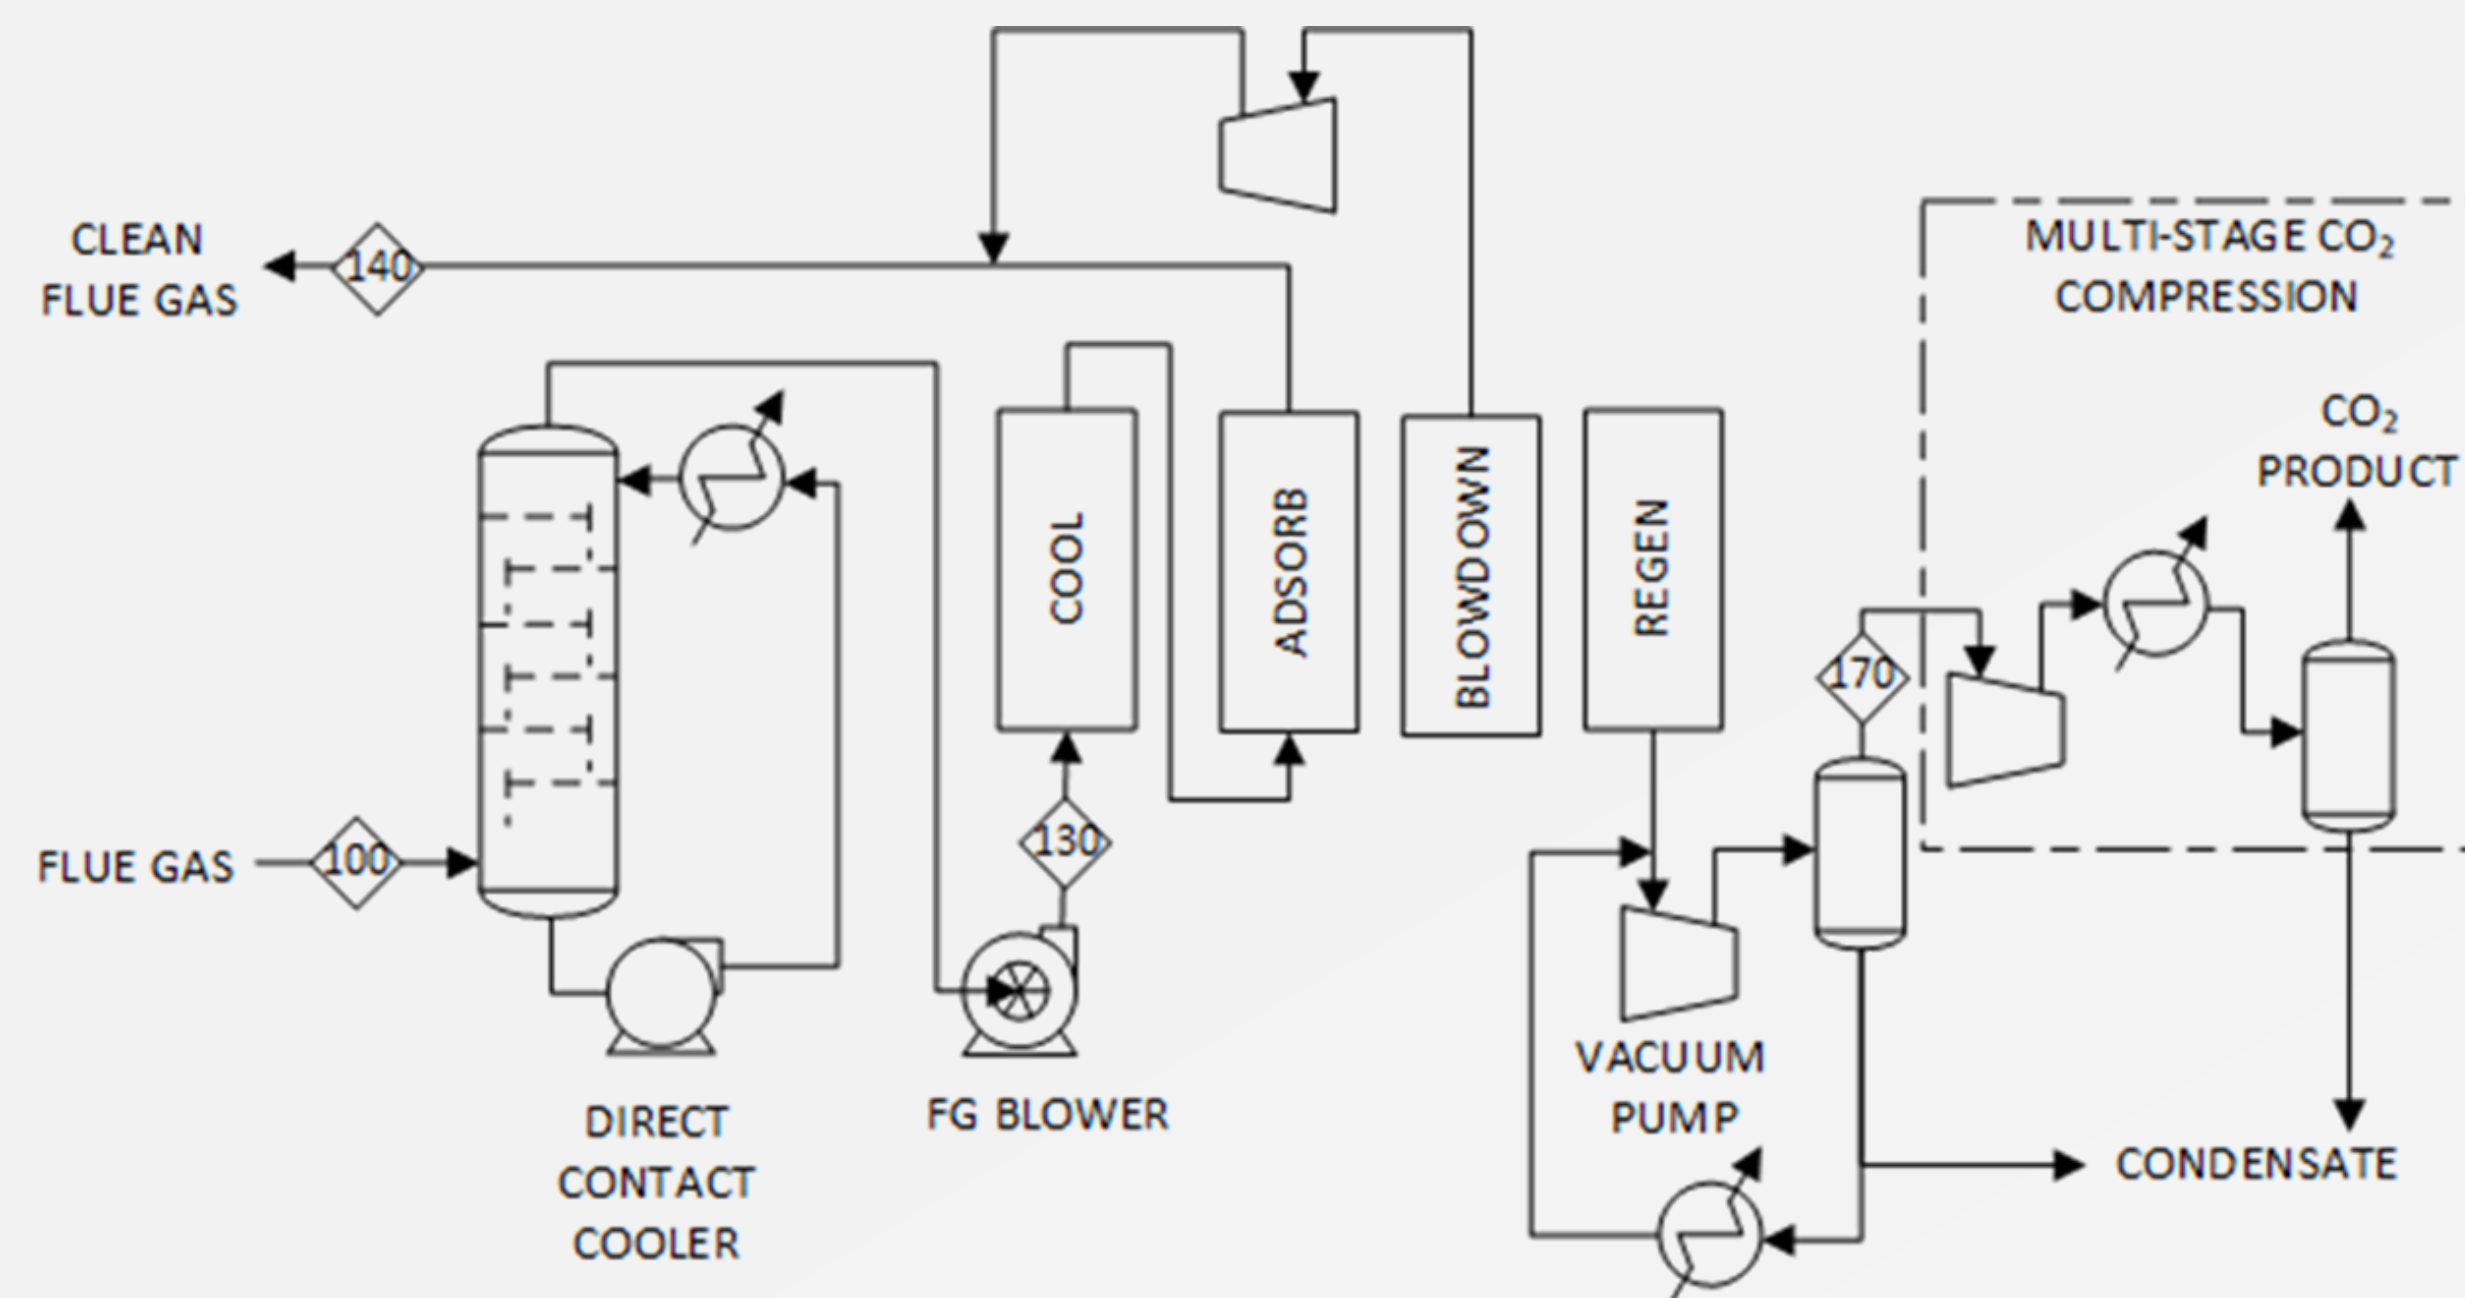 CLEAN
FLUE GAS
140
MULTI-STAGE CO₂
COMPRESSION
CO₂
PRODUCT
COOL
ADSORB
BLOWDOWN
REGEN
170
FLUE GAS
100
130
VACUUM
PUMP
DIRECT
CONTACT
COOLER
FG BLOWER
CONDENSATE